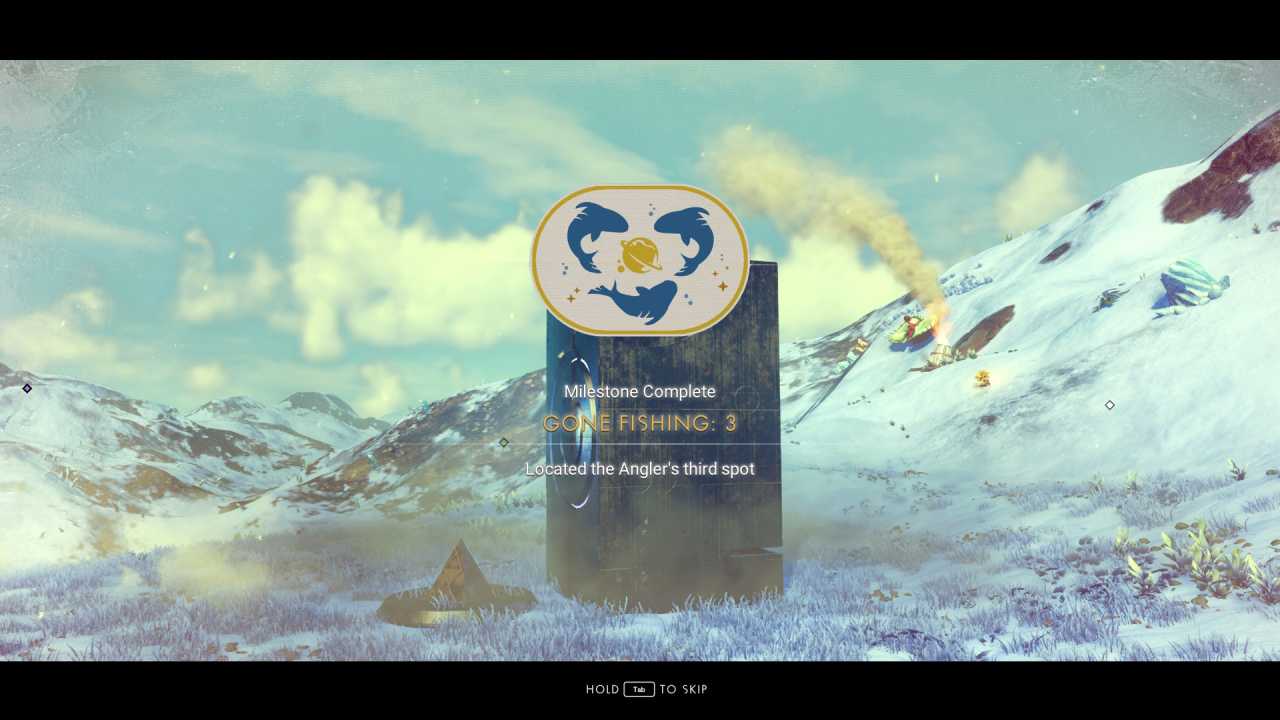 Milestone Complete
GONE FISHING: 3
Located the Angler's third spot
HOLD Tab TO SKIP